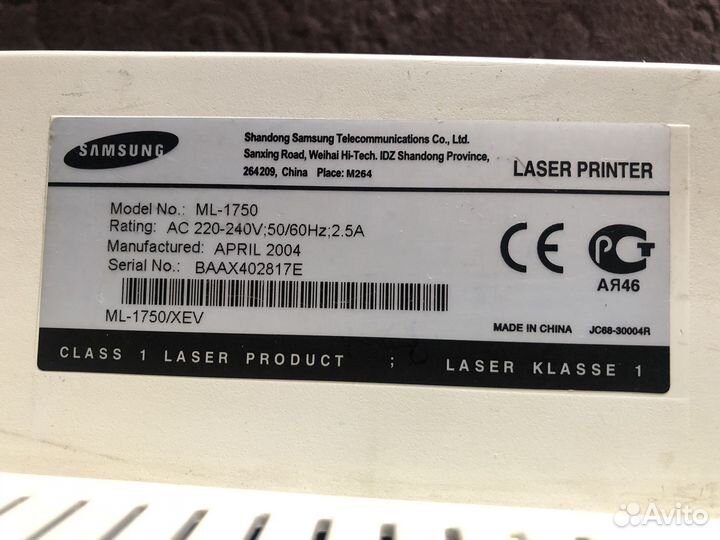 SAMSUNG
Shandong Samsung Telecommunications Co., Ltd.
Sanxing Road, Weihai Hi-Tech. IDZ Shandong Province,
264209, China Place: M264
LASER PRINTER
Model No.: ML-1750
Rating: AC 220-240V;50/60Hz;2.5A
Manufactured: APRIL 2004
Serial No.: BAAX402817E
ML-1750/XEV
CE
РСТ
АЯ46
MADE IN CHINA JC68-30004R
CLASS 1 LASER PRODUCT ; LASER KLASSE 1
Avito